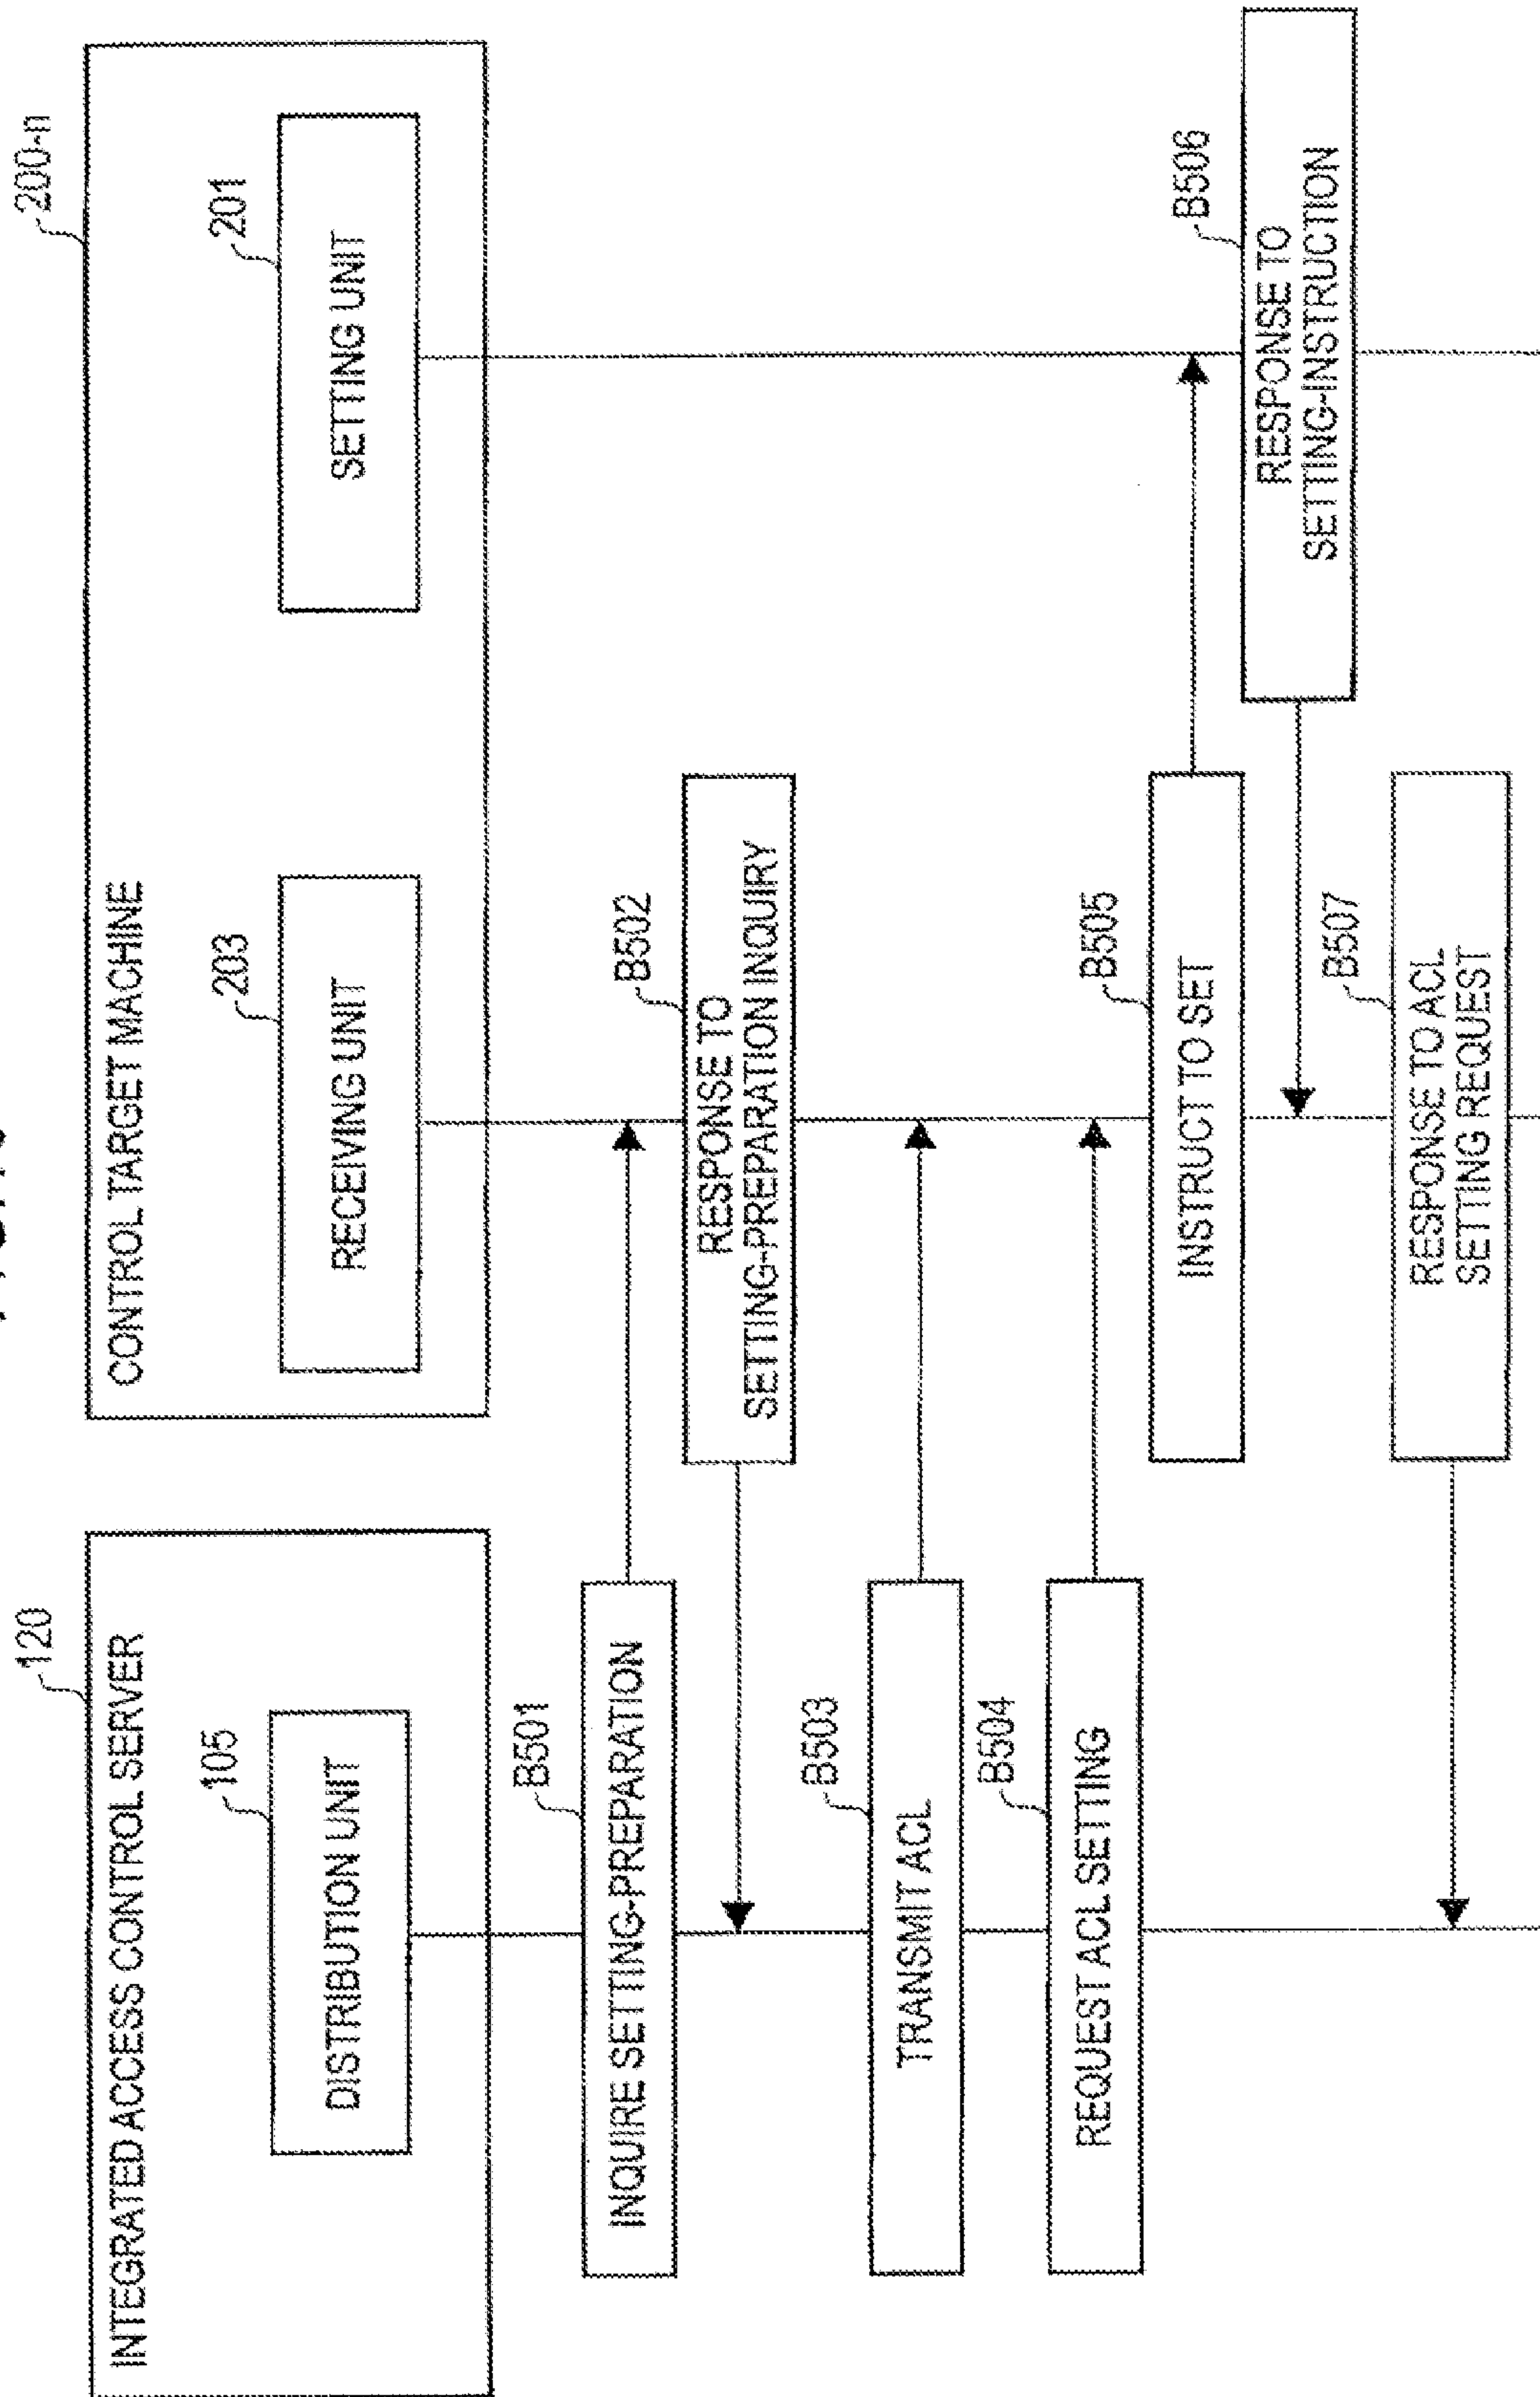 INTEGRATED ACCESS CONTROL SERVER
120
105
DISTRIBUTION UNIT
CONTROL TARGET MACHINE
200-n
203
RECEIVING UNIT
201
SETTING UNIT
B501
INQUIRE SETTING-PREPARATION
B502
RESPONSE TO
SETTING-PREPARATION INQUIRY
B503
TRANSMIT ACL
B504
REQUEST ACL SETTING
B505
INSTRUCT TO SET
B506
RESPONSE TO
SETTING-INSTRUCTION
B507
RESPONSE TO ACL
SETTING REQUEST